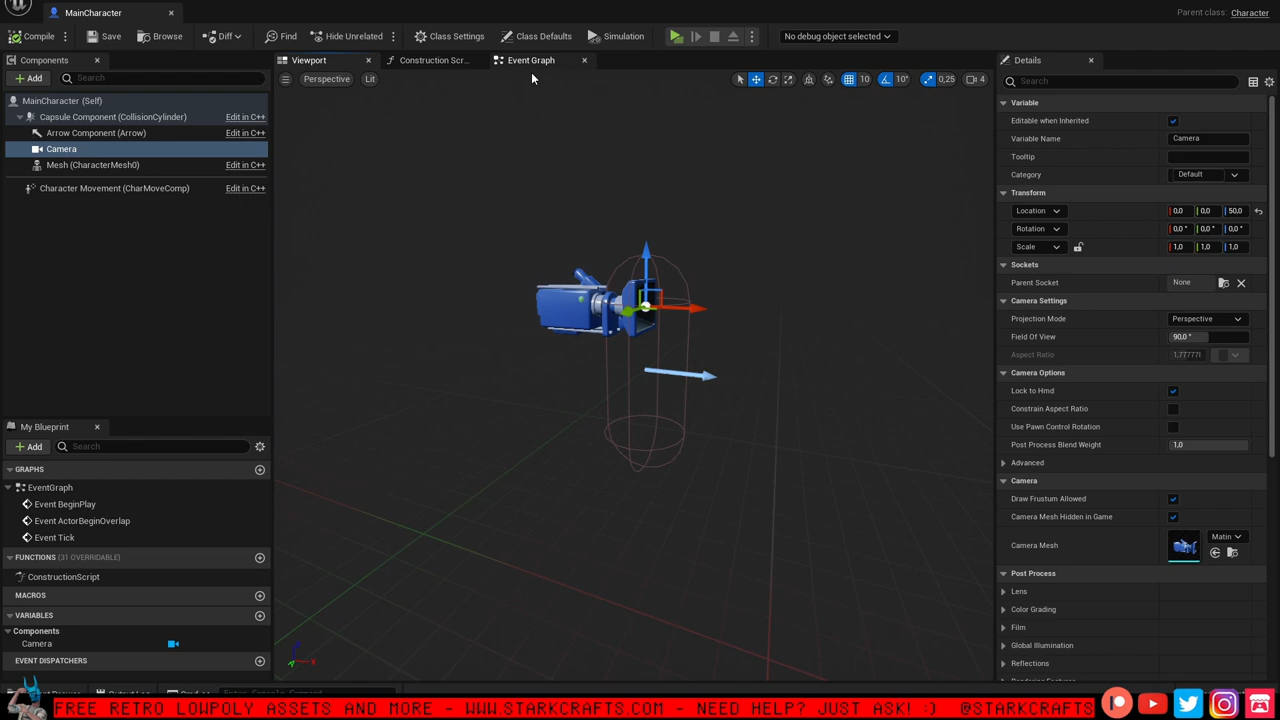 MainCharacter
Parent class: Character
Compile
Save
Browse
Diff
Find
Hide Unrelated
Class Settings
Class Defaults
Simulation
No debug object selected
Components
Viewport
Construction Scr...
Event Graph
Details
Add
Search
Perspective
Lit
10
10°
0,25
4
Search
MainCharacter (Self)
Capsule Component (CollisionCylinder) Edit in C++
Arrow Component (Arrow) Edit in C++
Camera
Mesh (CharacterMesh0) Edit in C++
Character Movement (CharMoveComp) Edit in C++
Variable
Editable when Inherited
Variable Name Camera
Tooltip
Category Default
Transform
Location 0,0 0,0 50,0
Rotation 0,0° 0,0° 0,0°
Scale 1,0 1,0 1,0
Sockets
Parent Socket None
Camera Settings
Projection Mode Perspective
Field Of View 90,0°
Aspect Ratio 1,777778
Camera Options
Lock to Hmd
Constrain Aspect Ratio
Use Pawn Control Rotation
Post Process Blend Weight 1,0
Advanced
Camera
Draw Frustum Allowed
Camera Mesh Hidden in Game
Camera Mesh Matin
Post Process
Lens
Color Grading
Film
Global Illumination
Reflections
My Blueprint
Add
Search
GRAPHS
EventGraph
Event BeginPlay
Event ActorBeginOverlap
Event Tick
FUNCTIONS (31 OVERRIDABLE)
ConstructionScript
MACROS
VARIABLES
Components
Camera
EVENT DISPATCHERS
FREE RETRO LOWPOLY ASSETS AND MORE - WWW.STARKCRAFTS.COM - NEED HELP? JUST ASK! :) @STARKCRAFTS